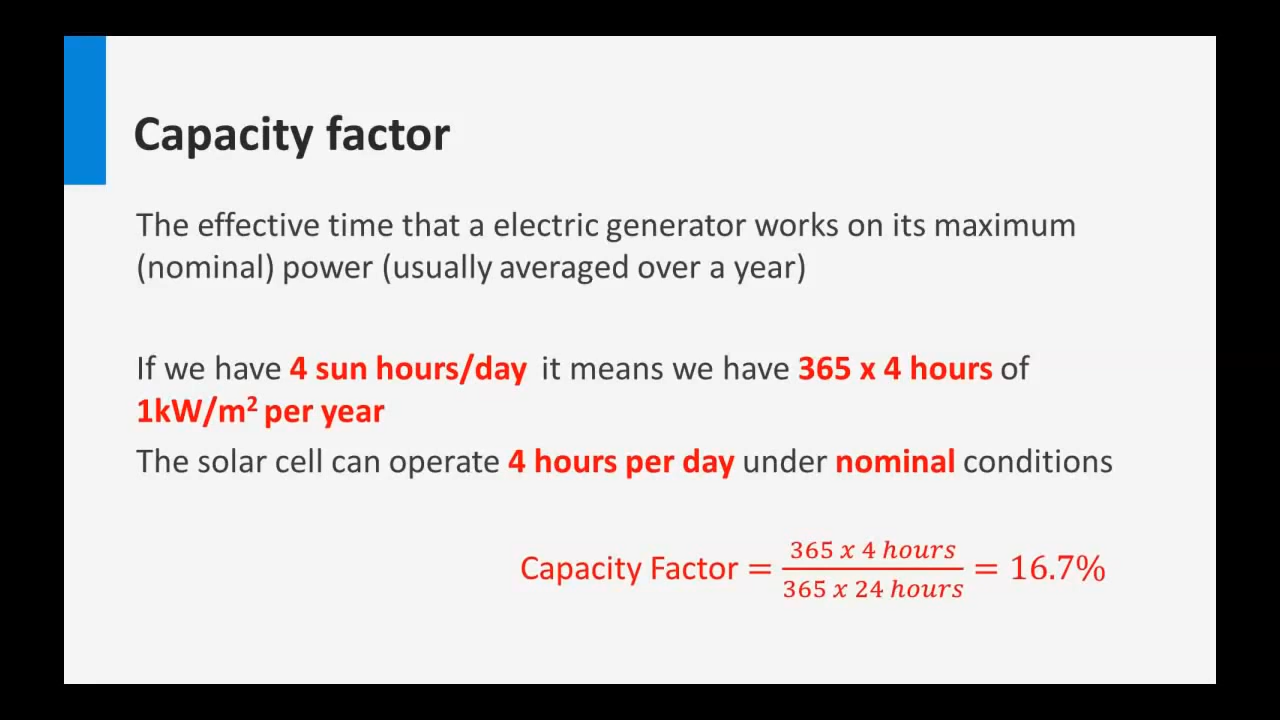 Capacity factor
The effective time that a electric generator works on its maximum
(nominal) power (usually averaged over a year)
If we have 4 sun hours/day it means we have 365 x 4 hours of
1kW/m² per year
The solar cell can operate 4 hours per day under nominal conditions
Capacity Factor = 365 x 4 hours / 365 x 24 hours = 16.7%